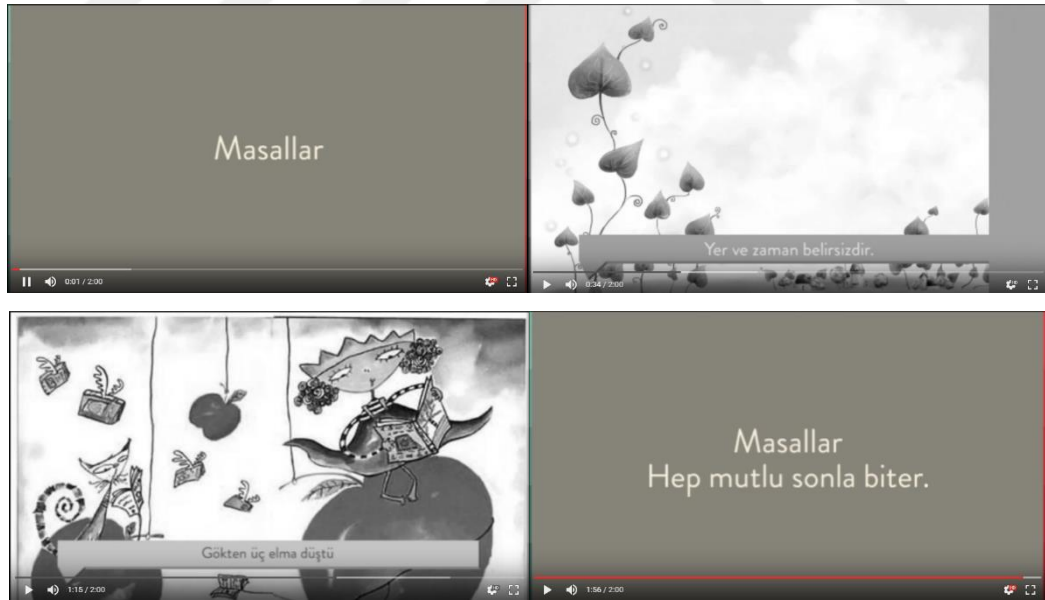 Masallar
0:01 / 2:00
Yer ve zaman belirsizdir.
0:34 / 2:00
Gökten üç elma düştü
1:15 / 2:00
Masallar
Hep mutlu sonla biter.
1:56 / 2:00